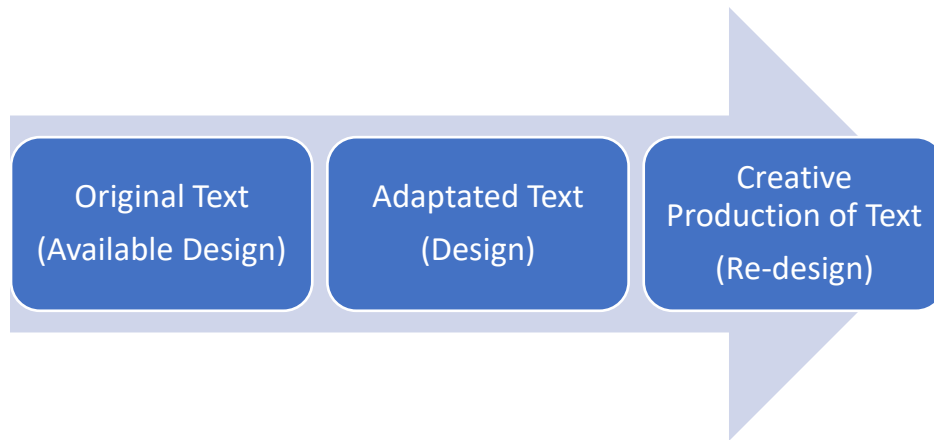 Original Text
(Available Design)
Adaptated Text
(Design)
Creative
Production of Text
(Re-design)